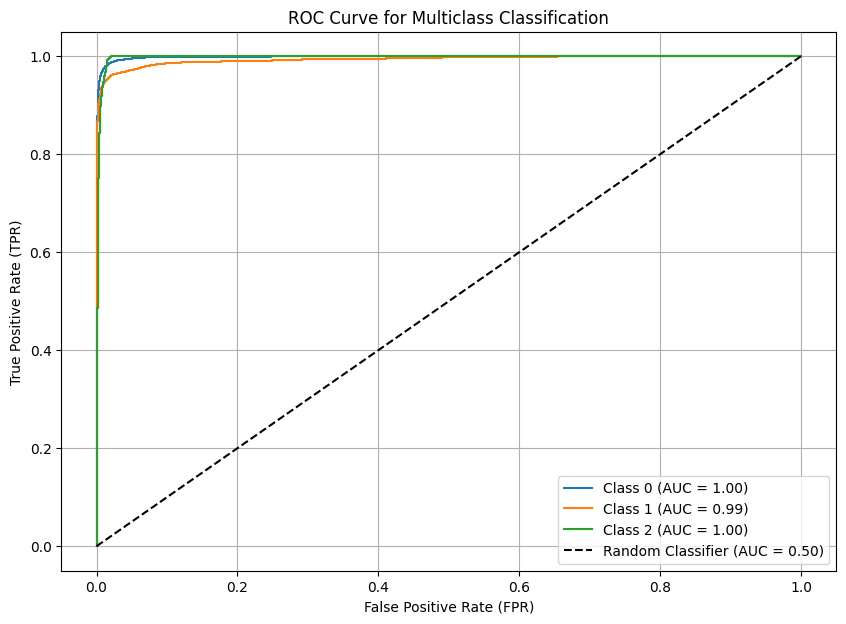 ROC Curve for Multiclass Classification
True Positive Rate (TPR)
1.0
0.8
0.6
0.4
0.2
0.0
0.0 0.2 0.4 0.6 0.8 1.0
False Positive Rate (FPR)
Class 0 (AUC = 1.00)
Class 1 (AUC = 0.99)
Class 2 (AUC = 1.00)
Random Classifier (AUC = 0.50)